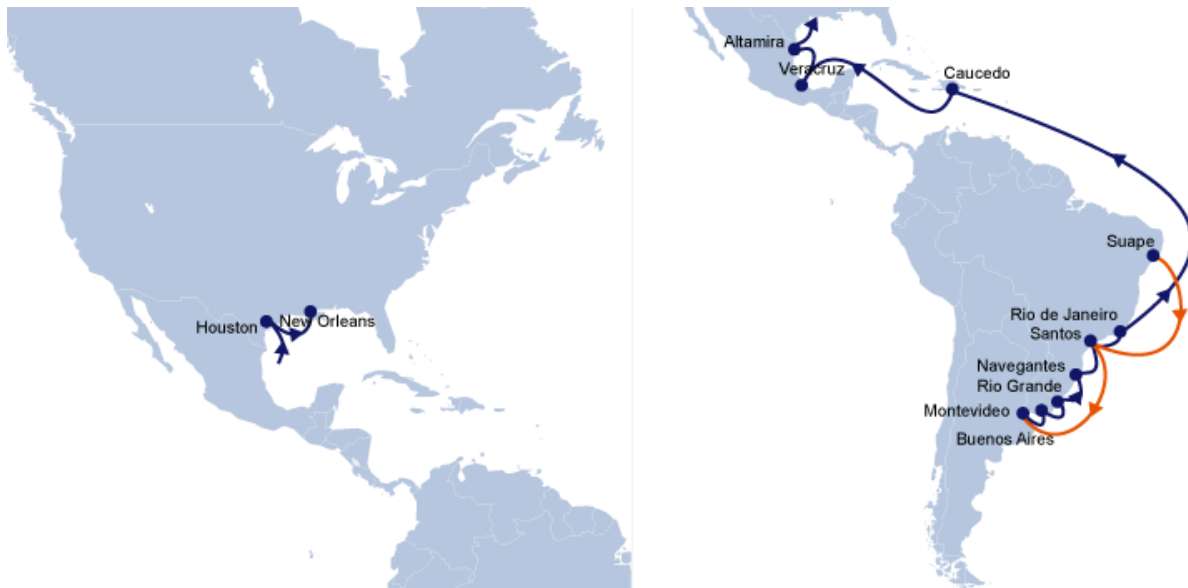 Houston
New Orleans
Altamira
Veracruz
Caucedo
Suape
Rio de Janeiro
Santos
Navegantes
Rio Grande
Montevideo
Buenos Aires